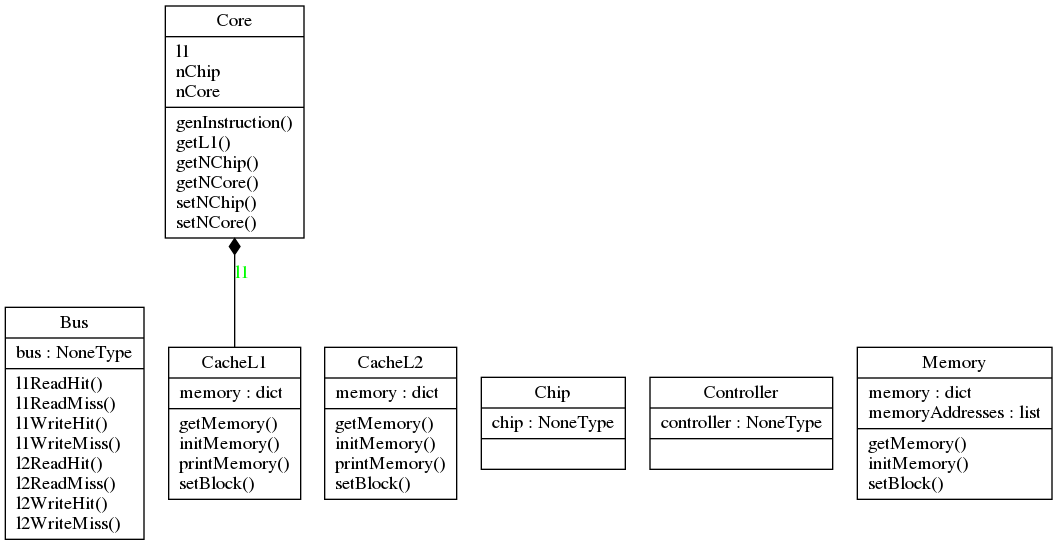 Core
l1
nChip
nCore
genInstruction()
getL1()
getNChip()
getNCore()
setNChip()
setNCore()
l1
Bus
bus : NoneType
l1ReadHit()
l1ReadMiss()
l1WriteHit()
l1WriteMiss()
l2ReadHit()
l2ReadMiss()
l2WriteHit()
l2WriteMiss()
CacheL1
memory : dict
getMemory()
initMemory()
printMemory()
setBlock()
CacheL2
memory : dict
getMemory()
initMemory()
printMemory()
setBlock()
Chip
chip : NoneType
Controller
controller : NoneType
Memory
memory : dict
memoryAddresses : list
getMemory()
initMemory()
setBlock()